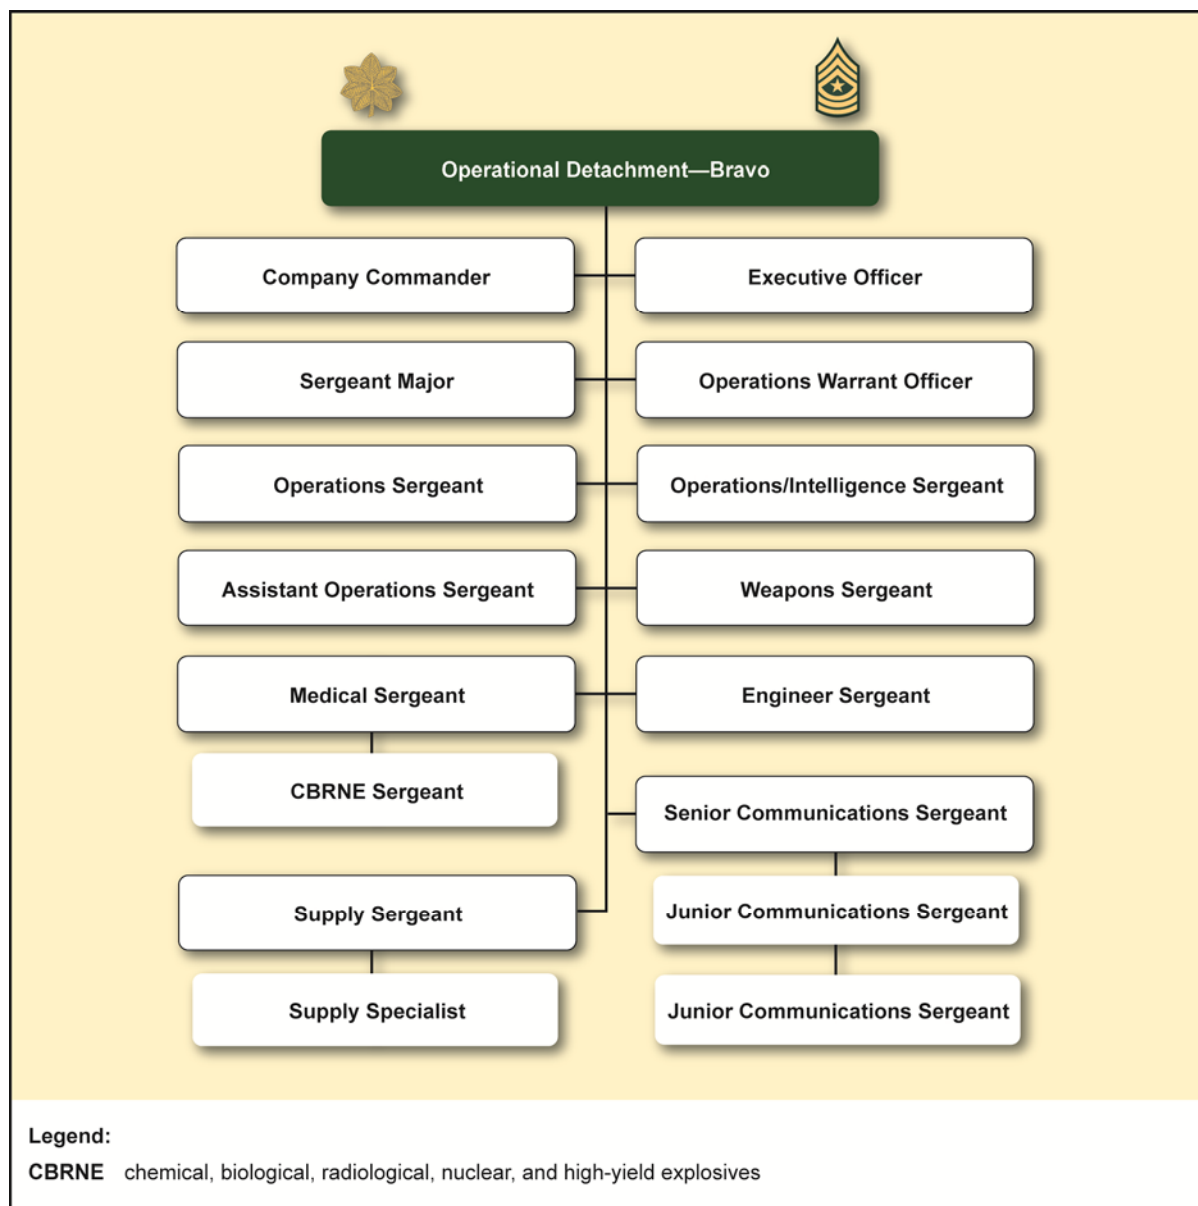 Operational Detachment—Bravo
Company Commander
Executive Officer
Sergeant Major
Operations Warrant Officer
Operations Sergeant
Operations/Intelligence Sergeant
Assistant Operations Sergeant
Weapons Sergeant
Medical Sergeant
Engineer Sergeant
CBRNE Sergeant
Senior Communications Sergeant
Supply Sergeant
Junior Communications Sergeant
Supply Specialist
Junior Communications Sergeant
Legend:
CBRNE chemical, biological, radiological, nuclear, and high-yield explosives